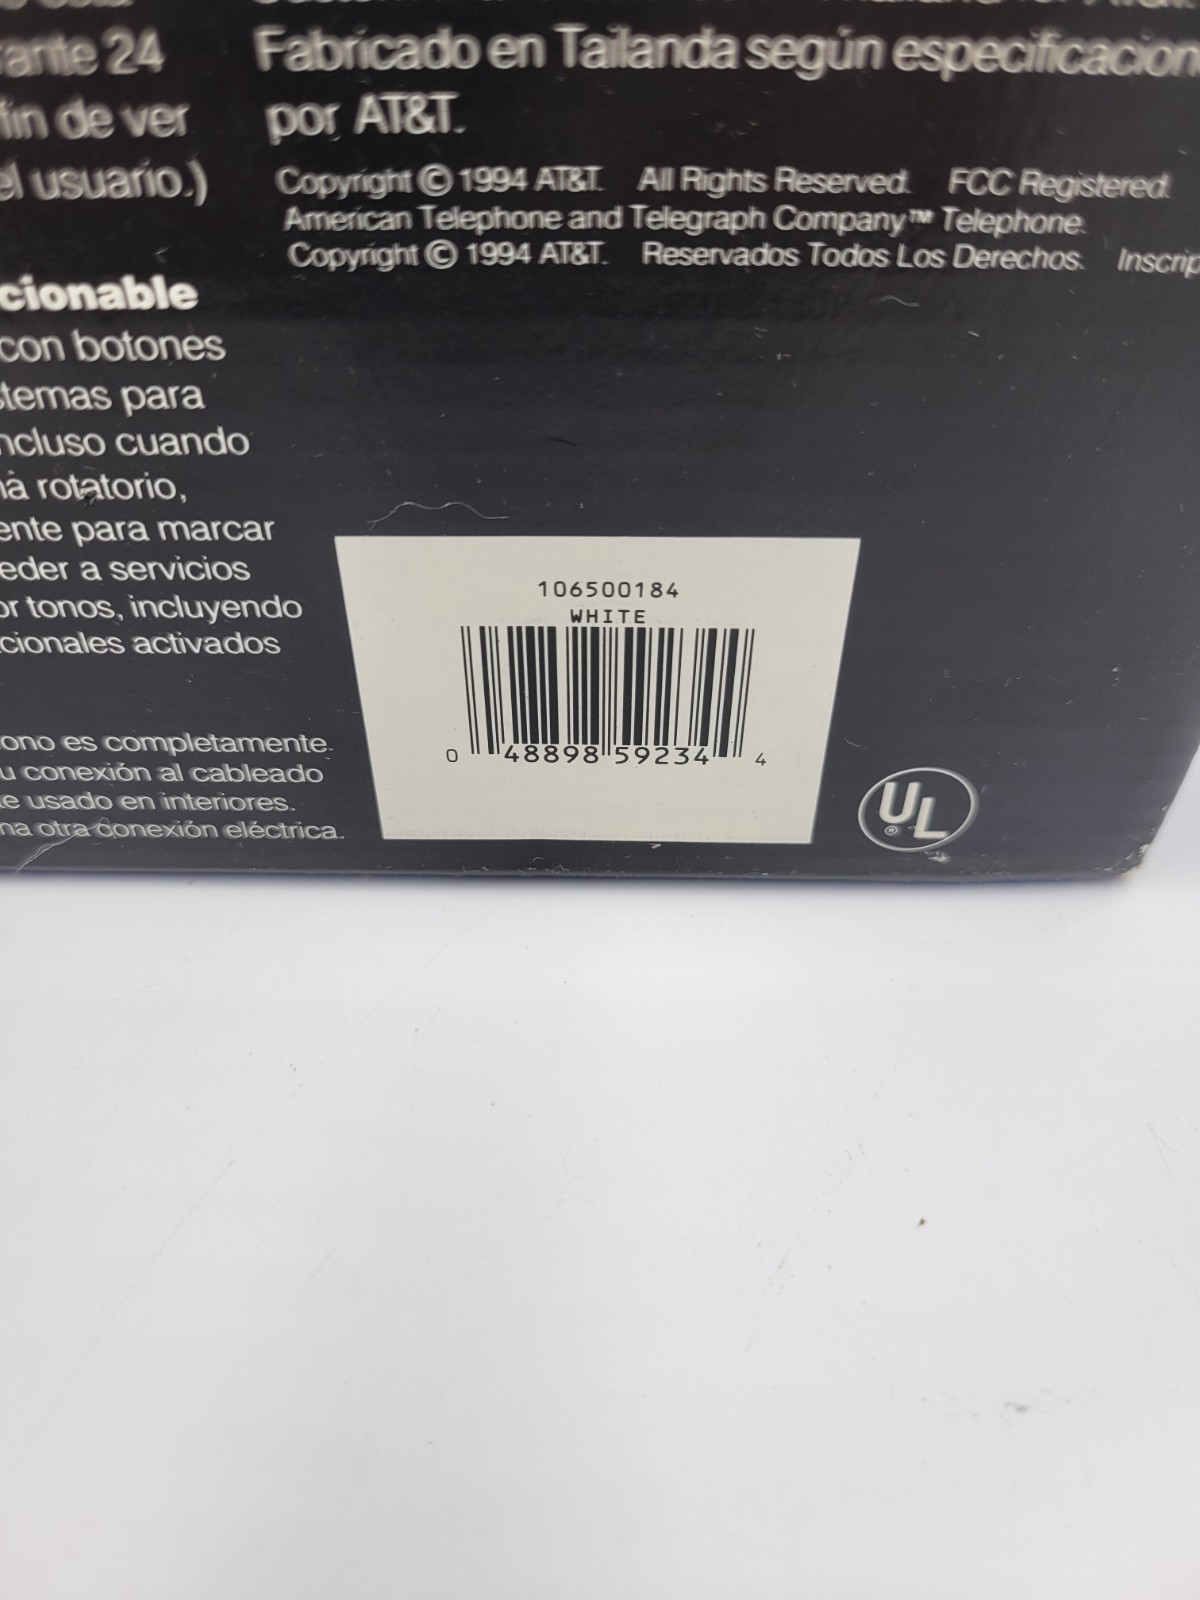 ante 24
fin de ver
el usuario.)
cionable
con botones
stemas para
ncluso cuando
rotatorio,
ente para marcar
eder a servicios
or tonos, incluyendo
cionales activados
ono es completamente
u conexión al cableado
e usado en interiores.
na otra conexión eléctrica.
Fabricado en Tailanda según especificacion
por AT&T.
Copyright © 1994 AT&T. All Rights Reserved. FCC Registered.
American Telephone and Telegraph Company™ Telephone.
Copyright © 1994 AT&T. Reservados Todos Los Derechos. Inscrip
106500184
WHITE
0 48898 59234 4
UL
®